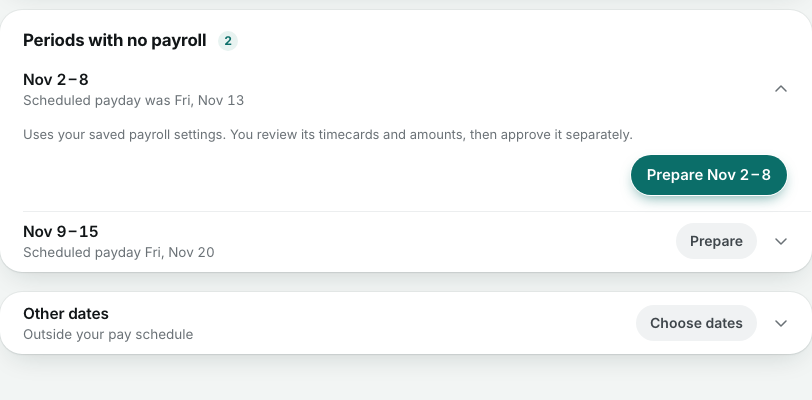 Periods with no payroll 2
Nov 2–8
Scheduled payday was Fri, Nov 13
Uses your saved payroll settings. You review its timecards and amounts, then approve it separately.
Prepare Nov 2–8
Nov 9–15
Scheduled payday Fri, Nov 20
Prepare
Other dates
Outside your pay schedule
Choose dates